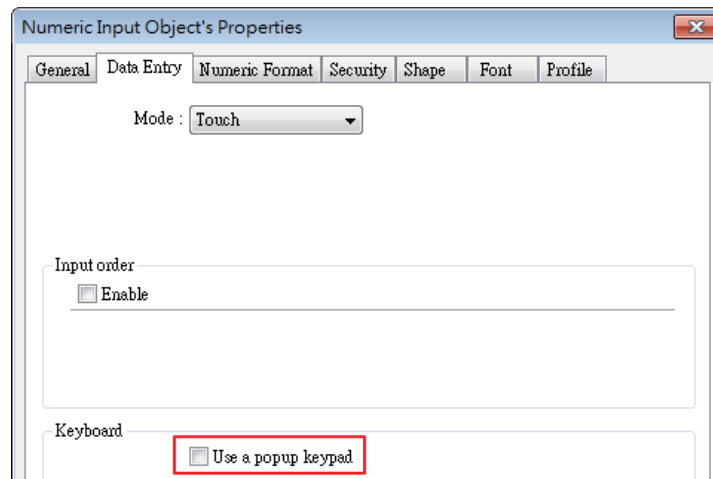 Numeric Input Object's Properties
General Data Entry Numeric Format Security Shape Font Profile
Mode : Touch
Input order
Enable
Keyboard
Use a popup keypad